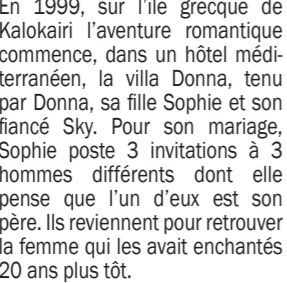 En 1999, sur l'île grecque de
Kalokairi l'aventure romantique
commence, dans un hôtel médi-
terranéen, la villa Donna, tenu
par Donna, sa fille Sophie et son
fiancé Sky. Pour son mariage,
Sophie poste 3 invitations à 3
hommes différents dont elle
pense que l'un d'eux est son
père. Ils reviennent pour retrouver
la femme qui les avait enchantés
20 ans plus tôt.